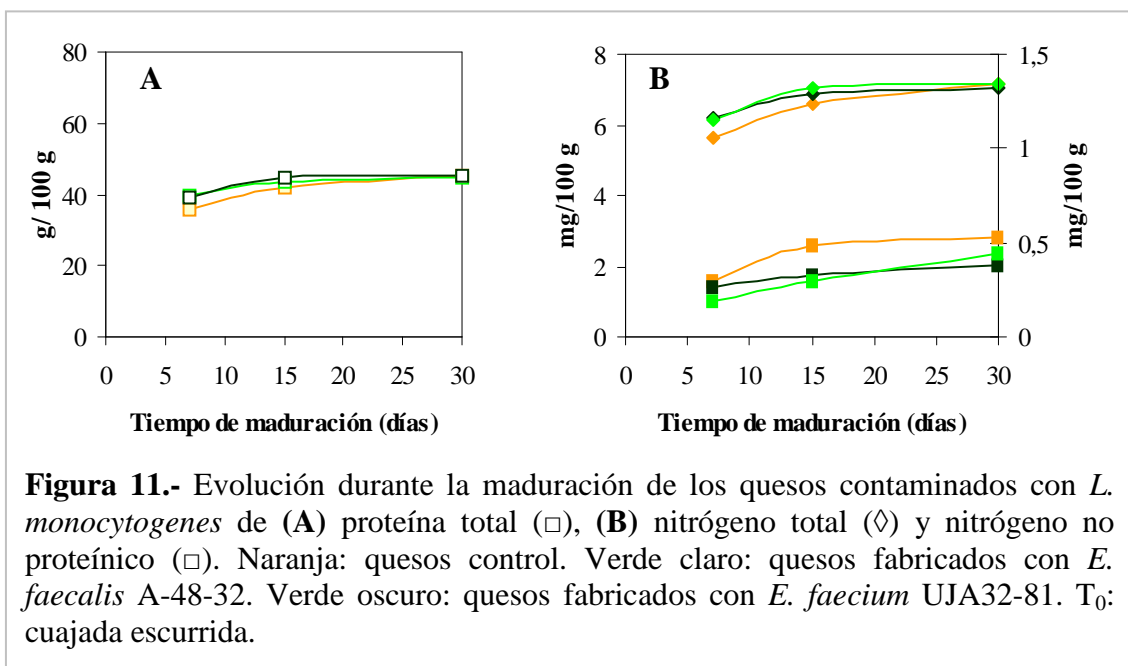 A
g/ 100 g
80
60
40
20
0
0 5 10 15 20 25 30
Tiempo de maduración (días)
B
mg/100 g
8
6
4
2
0
1,5
1
0,5
0
mg/100 g
0 5 10 15 20 25 30
Tiempo de maduración (días)
Figura 11.- Evolución durante la maduración de los quesos contaminados con L.
monocytogenes de (A) proteína total (□), (B) nitrógeno total (◊) y nitrógeno no
proteínico (□). Naranja: quesos control. Verde claro: quesos fabricados con E.
faecalis A-48-32. Verde oscuro: quesos fabricados con E. faecium UJA32-81. T₀:
cuajada escurrida.